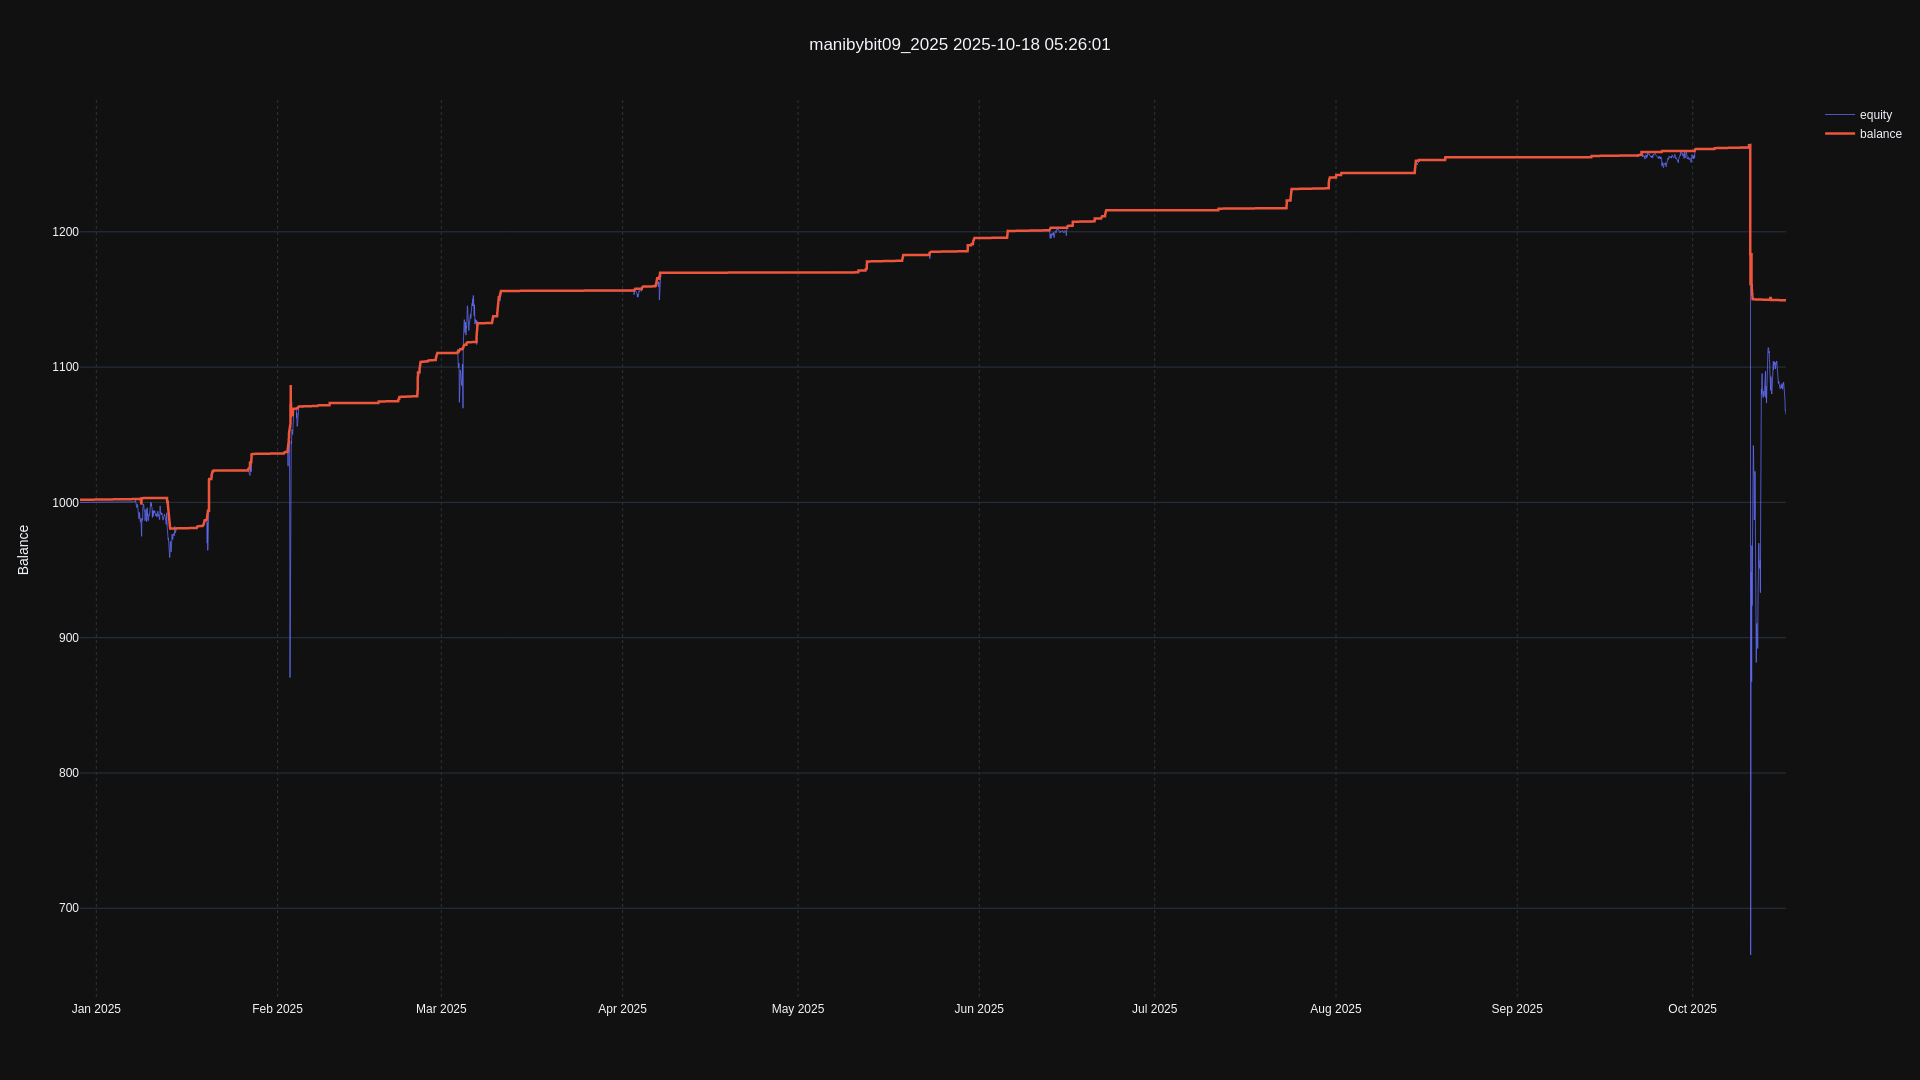 manibybit09_2025 2025-10-18 05:26:01
equity
balance
1200
1100
1000
900
800
700
Balance
Jan 2025
Feb 2025
Mar 2025
Apr 2025
May 2025
Jun 2025
Jul 2025
Aug 2025
Sep 2025
Oct 2025